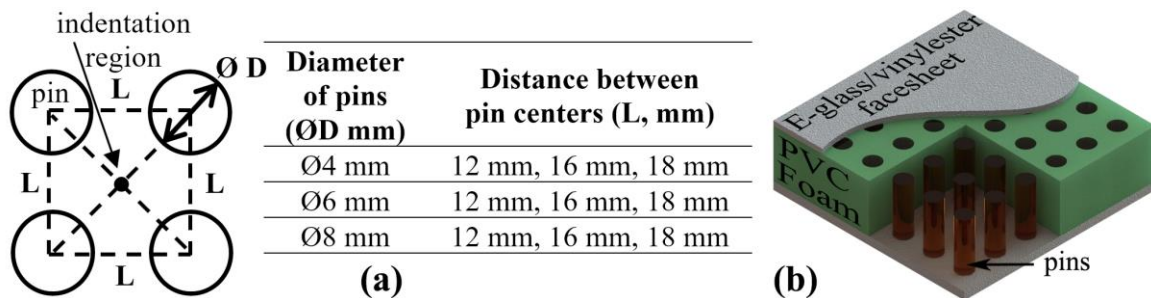 indentation
region
pin
L
Ø D
L
L
L
Diameter
of pins
(ØD mm)
Distance between
pin centers (L, mm)
Ø4 mm
12 mm, 16 mm, 18 mm
Ø6 mm
12 mm, 16 mm, 18 mm
Ø8 mm
12 mm, 16 mm, 18 mm
(a)
E-glass/vinylester
facesheet
PVC
Foam
pins
(b)